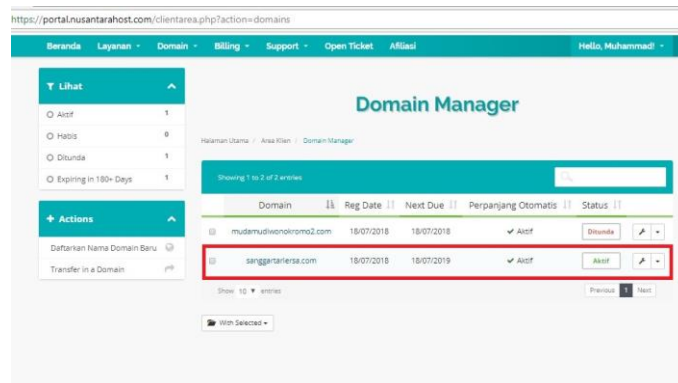 https://portal.nusantarahost.com/clientarea.php?action=domains
Beranda Layanan Domain Billing Support Open Ticket Afiliasi Hello, Muhammad!
Lihat
Aktif 1
Habis 0
Ditunda 1
Expiring in 180+ Days 1
Actions
Daftarkan Nama Domain Baru
Transfer in a Domain
Domain Manager
Halaman Utama / Area Klien / Domain Manager
Showing 1 to 2 of 2 entries
Domain Reg Date Next Due Perpanjang Otomatis Status
mudamudiwonokromo2.com 18/07/2018 18/07/2018 Aktif Ditunda
sanggartariersa.com 18/07/2018 18/07/2019 Aktif Aktif
Show 10 entries Previous 1 Next
With Selected